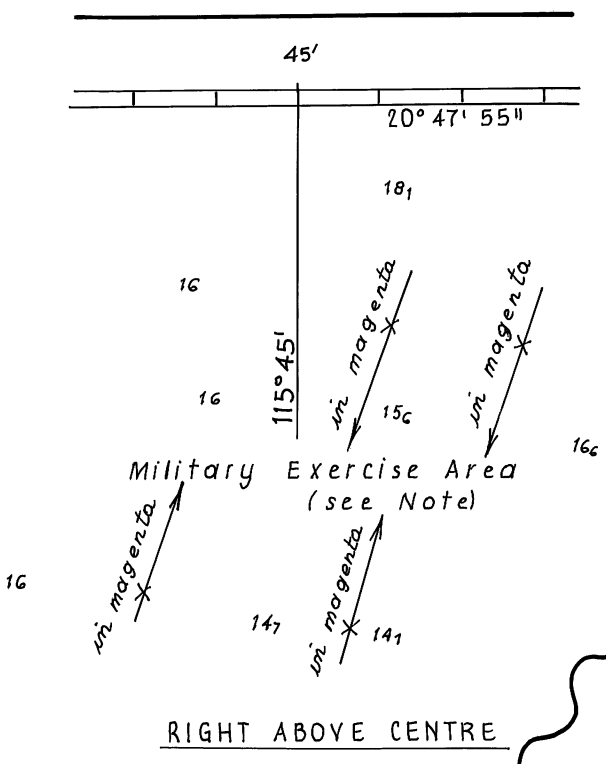 45'
20° 47' 55"
18₁
16
in magenta
in magenta
115° 45'
16
15₆
16₆
Military Exercise Area
(see Note)
in magenta
in magenta
16
14₇
14₁
RIGHT ABOVE CENTRE